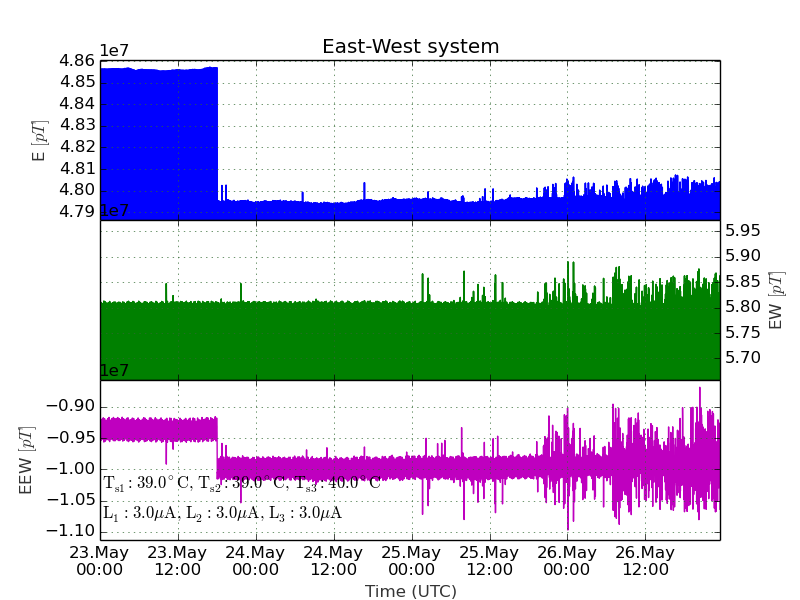 East-West system
1e7
4.86
4.85
4.84
4.83
4.82
4.81
4.80
4.79
E [pT]
1e7
5.95
5.90
5.85
5.80
5.75
5.70
EW [pT]
1e7
−0.90
−0.95
−1.00
−1.05
−1.10
EEW [pT]
T_s1 : 39.0°C, T_s2 : 39.0°C, T_s3 : 40.0°C
L_1 : 3.0μA, L_2 : 3.0μA, L_3 : 3.0μA
23.May 23.May 24.May 24.May 25.May 25.May 26.May 26.May
00:00 12:00 00:00 12:00 00:00 12:00 00:00 12:00
Time (UTC)